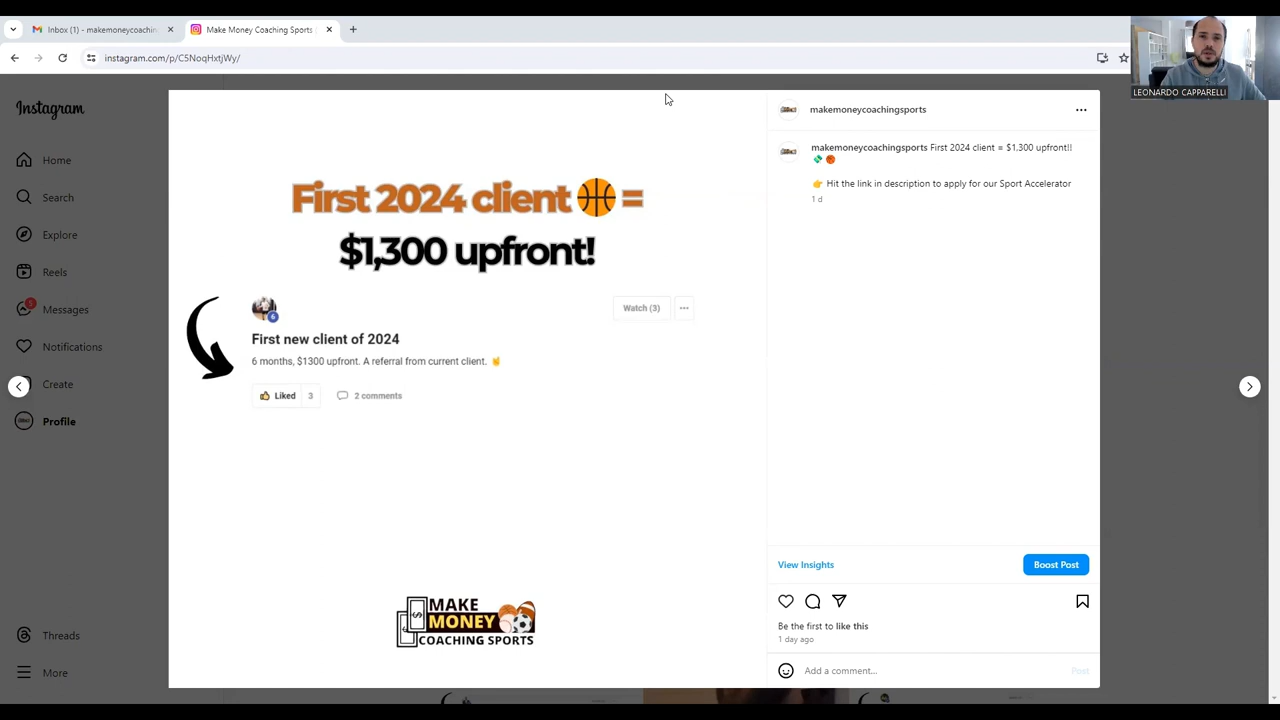 Inbox (1) - makemoneycoachin
Make Money Coaching Sports |
instagram.com/p/C5NoqHxtjWy/
LEONARDO CAPPARELLI
Instagram
Home
Search
Explore
Reels
1
Messages
Notifications
Create
Profile
Threads
More
First 2024 client 🏀 =
$1,300 upfront!
6
Watch (3)
First new client of 2024
6 months, $1300 upfront. A referral from current client. 🤘
Liked 3
2 comments
MAKE
MONEY
COACHING SPORTS
makemoneycoachingsports
makemoneycoachingsports First 2024 client = $1,300 upfront!!
💸 🏀
👉 Hit the link in description to apply for our Sport Accelerator
1 d
View Insights
Boost Post
Be the first to like this
1 day ago
Add a comment...
Post